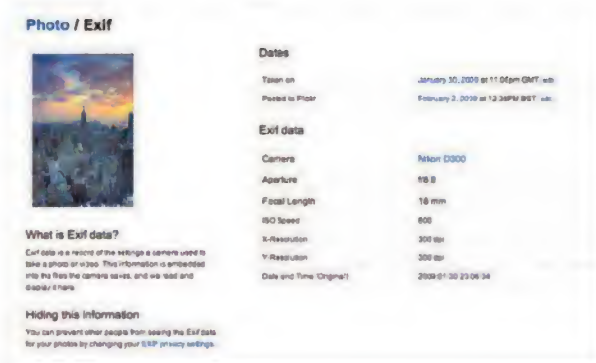 Photo / Exif
Dates
Taken on January 30, 2009 at 11:06pm GMT
Posted to Flickr February 2, 2009 at 12:36PM BST
Exif data
Camera Nikon D300
Aperture f/8.0
Focal Length 18 mm
ISO Speed 800
X-Resolution 300 dpi
Y-Resolution 300 dpi
Date and Time (Original) 2009:01:30 23:06:34
What is Exif data?
Exif data is a record of the settings a camera used to
take a photo or video. This information is embedded
into the files the camera saves, and we read and
display it here.
Hiding this information
You can prevent other people from seeing the Exif data
for your photos by changing your EXIF privacy settings.